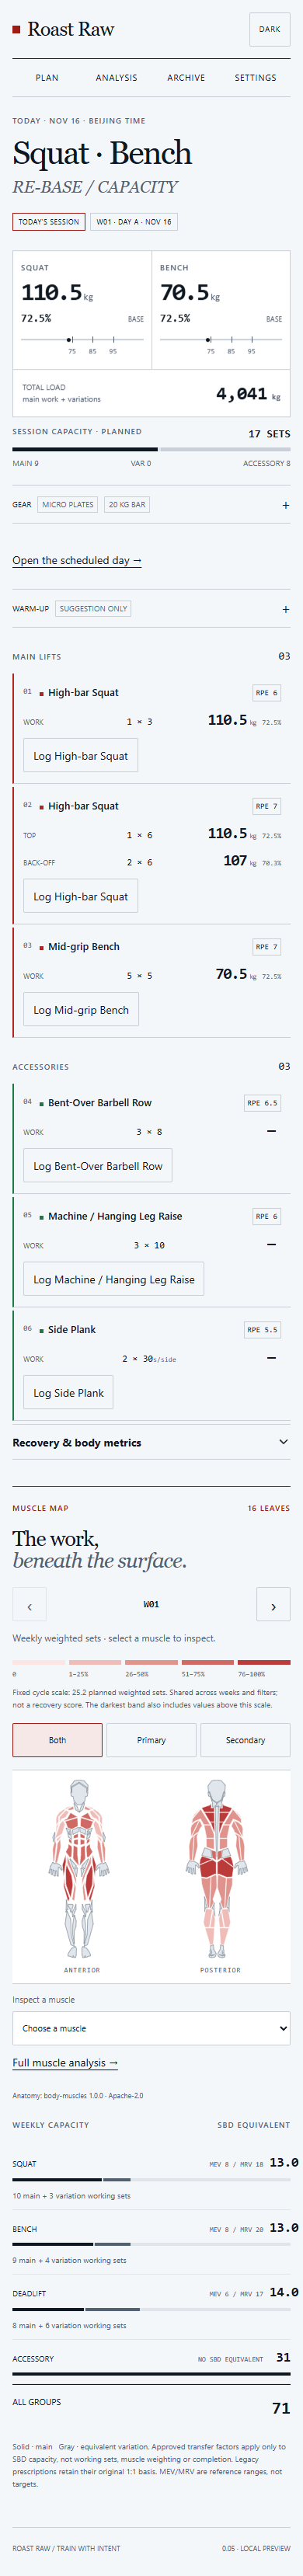 Roast Raw
DARK
PLAN ANALYSIS ARCHIVE SETTINGS
TODAY · NOV 16 · BEIJING TIME
Squat · Bench
RE-BASE / CAPACITY
TODAY'S SESSION W01 · DAY A · NOV 16
SQUAT
110.5 kg
72.5% BASE
75 85 95
BENCH
70.5 kg
72.5% BASE
75 85 95
TOTAL LOAD
main work + variations
4,041 kg
SESSION CAPACITY · PLANNED 17 SETS
MAIN 9 VAR 0 ACCESSORY 8
GEAR MICRO PLATES 20 KG BAR +
Open the scheduled day →
WARM-UP SUGGESTION ONLY +
MAIN LIFTS 03
01 High-bar Squat RPE 6
WORK 1 × 3 110.5 kg 72.5%
Log High-bar Squat
02 High-bar Squat RPE 7
TOP 1 × 6 110.5 kg 72.5%
BACK-OFF 2 × 6 107 kg 70.3%
Log High-bar Squat
03 Mid-grip Bench RPE 7
WORK 5 × 5 70.5 kg 72.5%
Log Mid-grip Bench
ACCESSORIES 03
04 Bent-Over Barbell Row RPE 6.5
WORK 3 × 8 —
Log Bent-Over Barbell Row
05 Machine / Hanging Leg Raise RPE 6
WORK 3 × 10 —
Log Machine / Hanging Leg Raise
06 Side Plank RPE 5.5
WORK 2 × 30s/side —
Log Side Plank
Recovery & body metrics
MUSCLE MAP 16 LEAVES
The work,
beneath the surface.
‹ W01 ›
Weekly weighted sets · select a muscle to inspect.
0 1–25% 26–50% 51–75% 76–100%
Fixed cycle scale: 25.2 planned weighted sets. Shared across weeks and filters;
not a recovery score. The darkest band also includes values above this scale.
Both Primary Secondary
ANTERIOR POSTERIOR
Inspect a muscle
Choose a muscle
Full muscle analysis →
Anatomy: body-muscles 1.0.0 · Apache-2.0
WEEKLY CAPACITY SBD EQUIVALENT
SQUAT MEV 8 / MRV 18 13.0
10 main + 3 variation working sets
BENCH MEV 8 / MRV 20 13.0
9 main + 4 variation working sets
DEADLIFT MEV 6 / MRV 17 14.0
8 main + 6 variation working sets
ACCESSORY NO SBD EQUIVALENT 31
ALL GROUPS 71
Solid · main Gray · equivalent variation. Approved transfer factors apply only to
SBD capacity, not working sets, muscle weighting or completion. Legacy
prescriptions retain their original 1:1 basis. MEV/MRV are reference ranges, not
targets.
ROAST RAW / TRAIN WITH INTENT 0.05 · LOCAL PREVIEW